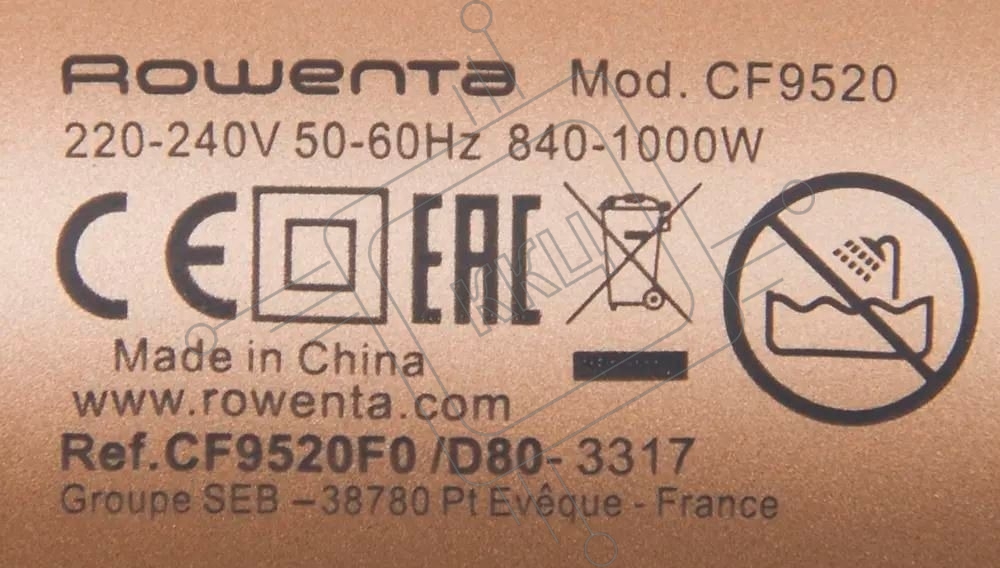 Rowenta Mod. CF9520
220-240V 50-60Hz 840-1000W
CE EAC
Made in China
www.rowenta.com
Ref.CF9520F0 /D80- 3317
Groupe SEB – 38780 Pt Evêque - France
KKU